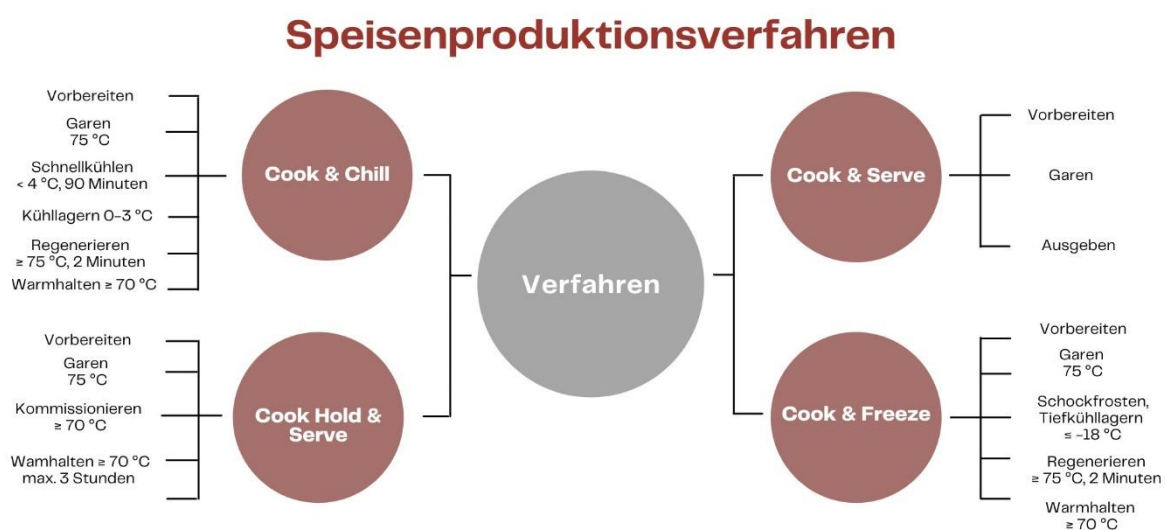 Speisenproduktionsverfahren
Vorbereiten
Garen
75 °C
Schnellkühlen
< 4 °C, 90 Minuten
Kühllagern 0-3 °C
Regenerieren
≥ 75 °C, 2 Minuten
Warmhalten ≥ 70 °C
Cook & Chill
Vorbereiten
Garen
75 °C
Kommissionieren
≥ 70 °C
Wamhalten ≥ 70 °C
max. 3 Stunden
Cook Hold &
Serve
Verfahren
Cook & Serve
Vorbereiten
Garen
Ausgeben
Cook & Freeze
Vorbereiten
Garen
75 °C
Schockfrosten,
Tiefkühllagern
≤ -18 °C
Regenerieren
≥ 75 °C, 2 Minuten
Warmhalten
≥ 70 °C